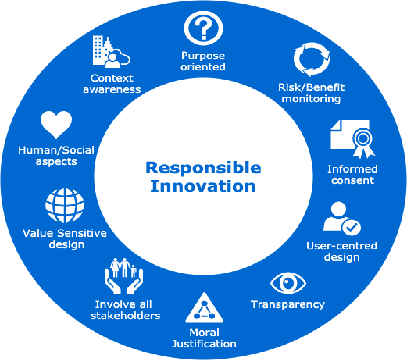 Purpose
oriented
Risk/Benefit
monitoring
Informed
consent
User-centred
design
Transparency
Moral
Justification
Involve all
stakeholders
Value Sensitive
design
Human/Social
aspects
Context
awareness
Responsible
Innovation